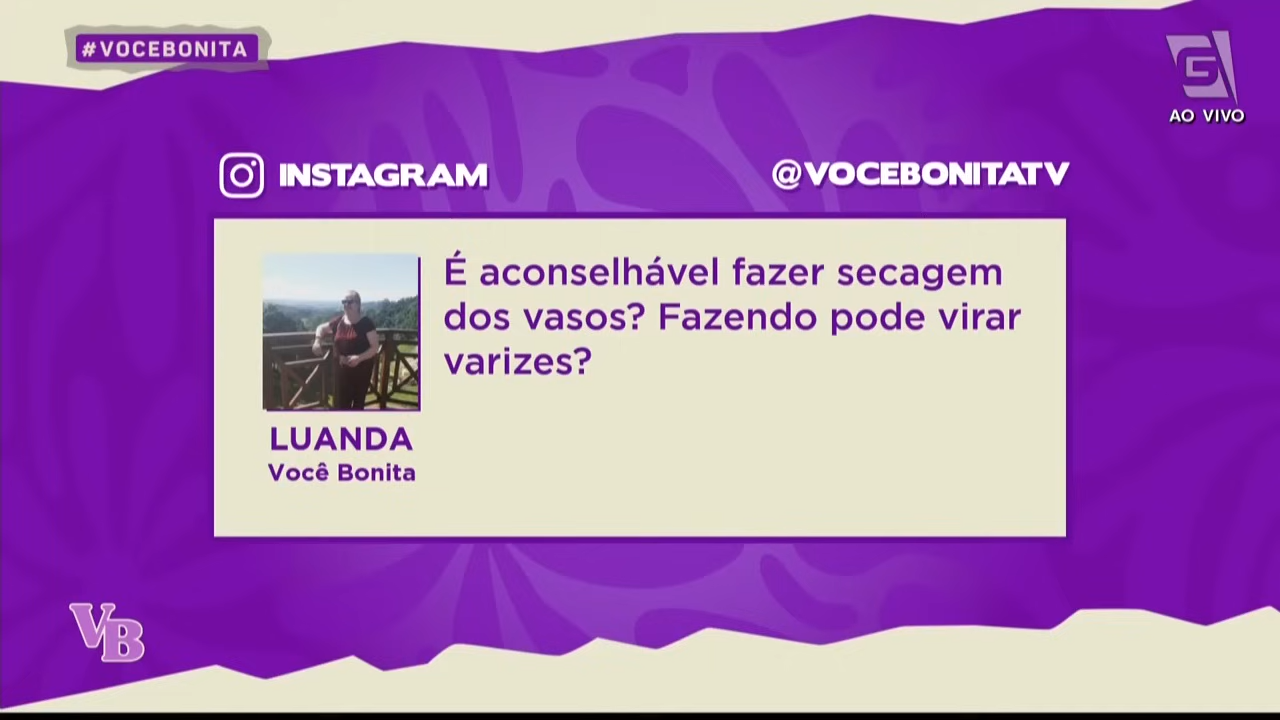 #VOCEBONITA
G
AO VIVO
INSTAGRAM
@VOCEBONITATV
É aconselhável fazer secagem
dos vasos? Fazendo pode virar
varizes?
LUANDA
Você Bonita
VB